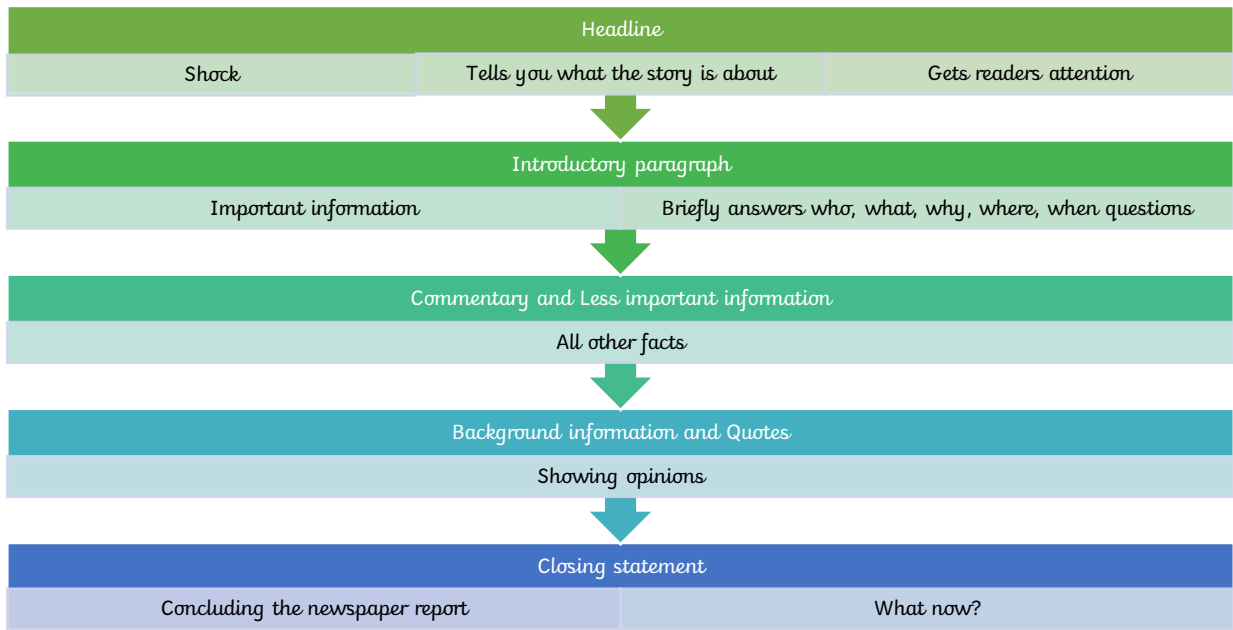 Headline
Shock
Tells you what the story is about
Gets readers attention
Introductory paragraph
Important information
Briefly answers who, what, why, where, when questions
Commentary and Less important information
All other facts
Background information and Quotes
Showing opinions
Closing statement
Concluding the newspaper report
What now?